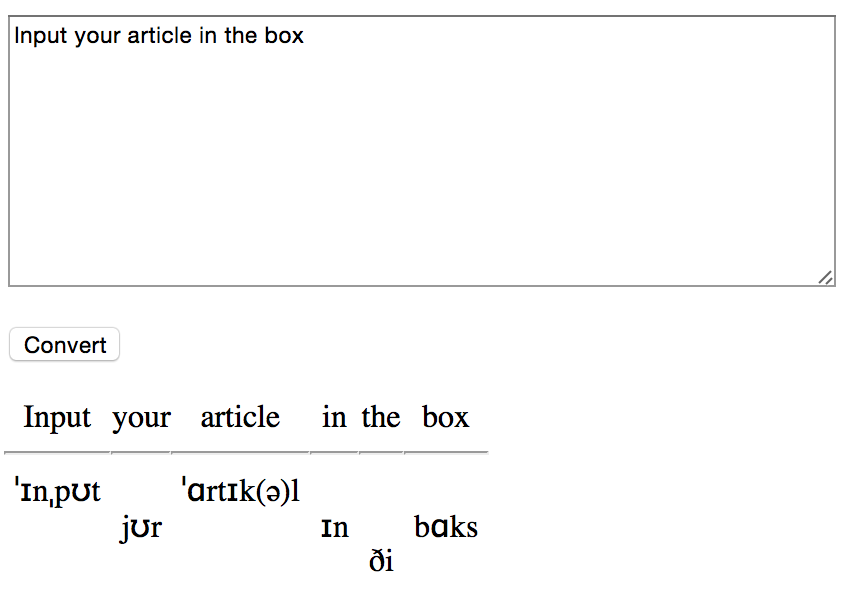 Input your article in the box
Convert
Input your article in the box
ˈɪnˌpʊt ˈɑrtɪk(ə)l
jʊr ɪn bɑks
ði